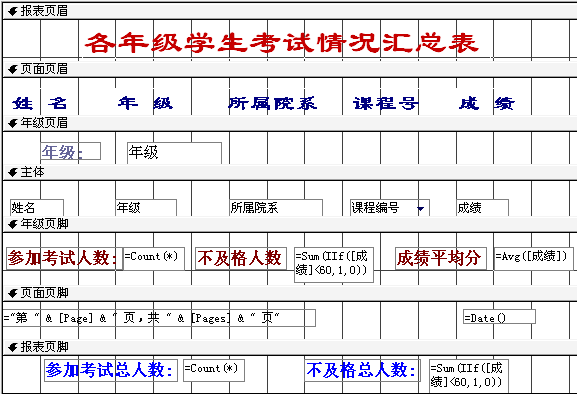 报表页眉
各年级学生考试情况汇总表
页面页眉
姓 名 年 级 所属院系 课程号 成 绩
年级页眉
年级: 年级
主体
姓名 年级 所属院系 课程编号 成绩
年级页脚
参加考试人数: =Count(*) 不及格人数 =Sum(IIf([成绩]<60,1,0)) 成绩平均分 =Avg([成绩])
页面页脚
="第 " & [Page] & " 页,共 " & [Pages] & " 页" =Date()
报表页脚
参加考试总人数: =Count(*) 不及格总人数: =Sum(IIf([成绩]<60,1,0))